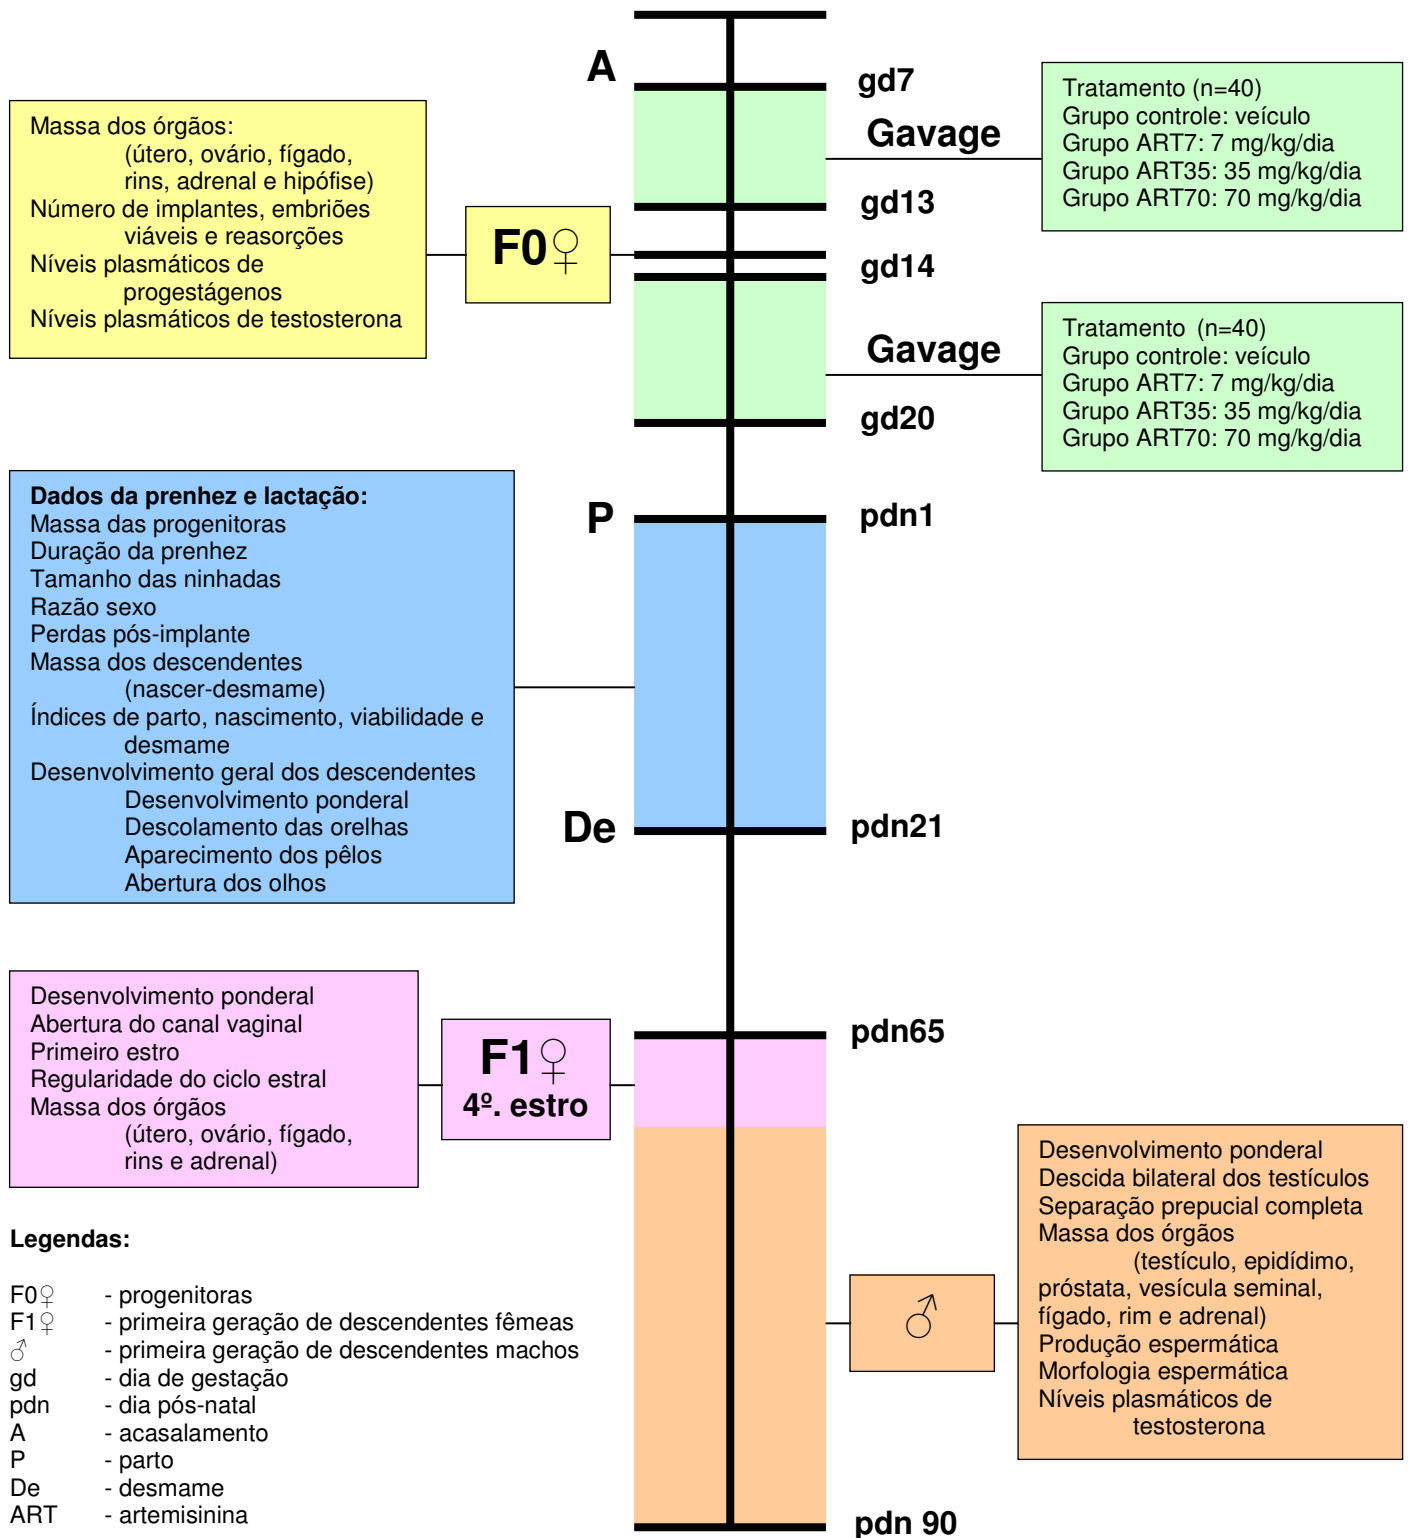 A
gd7
Gavage
gd13
Tratamento (n=40)
Grupo controle: veículo
Grupo ART7: 7 mg/kg/dia
Grupo ART35: 35 mg/kg/dia
Grupo ART70: 70 mg/kg/dia
Massa dos órgãos:
(útero, ovário, fígado,
rins, adrenal e hipófise)
Número de implantes, embriões
viáveis e reasorções
Níveis plasmáticos de
progestágenos
Níveis plasmáticos de testosterona
F0♀
gd14
Gavage
gd20
Tratamento (n=40)
Grupo controle: veículo
Grupo ART7: 7 mg/kg/dia
Grupo ART35: 35 mg/kg/dia
Grupo ART70: 70 mg/kg/dia
Dados da prenhez e lactação:
Massa das progenitoras
Duração da prenhez
Tamanho das ninhadas
Razão sexo
Perdas pós-implante
Massa dos descendentes
(nascer-desmame)
Índices de parto, nascimento, viabilidade e
desmame
Desenvolvimento geral dos descendentes
Desenvolvimento ponderal
Descolamento das orelhas
Aparecimento dos pêlos
Abertura dos olhos
P
pdn1
De
pdn21
Desenvolvimento ponderal
Abertura do canal vaginal
Primeiro estro
Regularidade do ciclo estral
Massa dos órgãos
(útero, ovário, fígado,
rins e adrenal)
F1♀
4º. estro
pdn65
♂
Desenvolvimento ponderal
Descida bilateral dos testículos
Separação prepucial completa
Massa dos órgãos
(testículo, epidídimo,
próstata, vesícula seminal,
fígado, rim e adrenal)
Produção espermática
Morfologia espermática
Níveis plasmáticos de
testosterona
pdn 90
Legendas:
F0♀ - progenitoras
F1♀ - primeira geração de descendentes fêmeas
♂ - primeira geração de descendentes machos
gd - dia de gestação
pdn - dia pós-natal
A - acasalamento
P - parto
De - desmame
ART - artemisinina